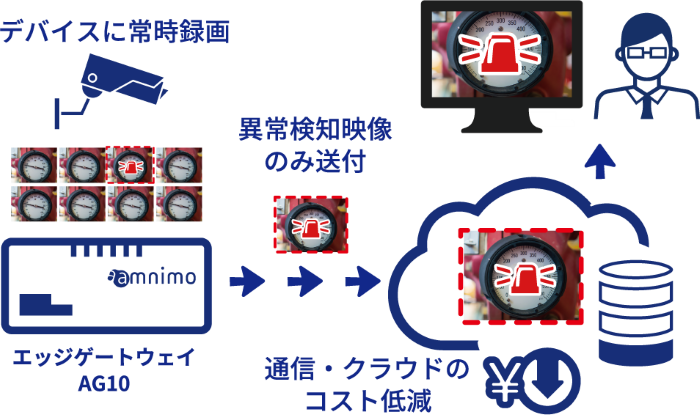 デバイスに常時録画
異常検知映像
のみ送付
amnimo
エッジゲートウェイ
AG10
通信・クラウドの
コスト低減
¥